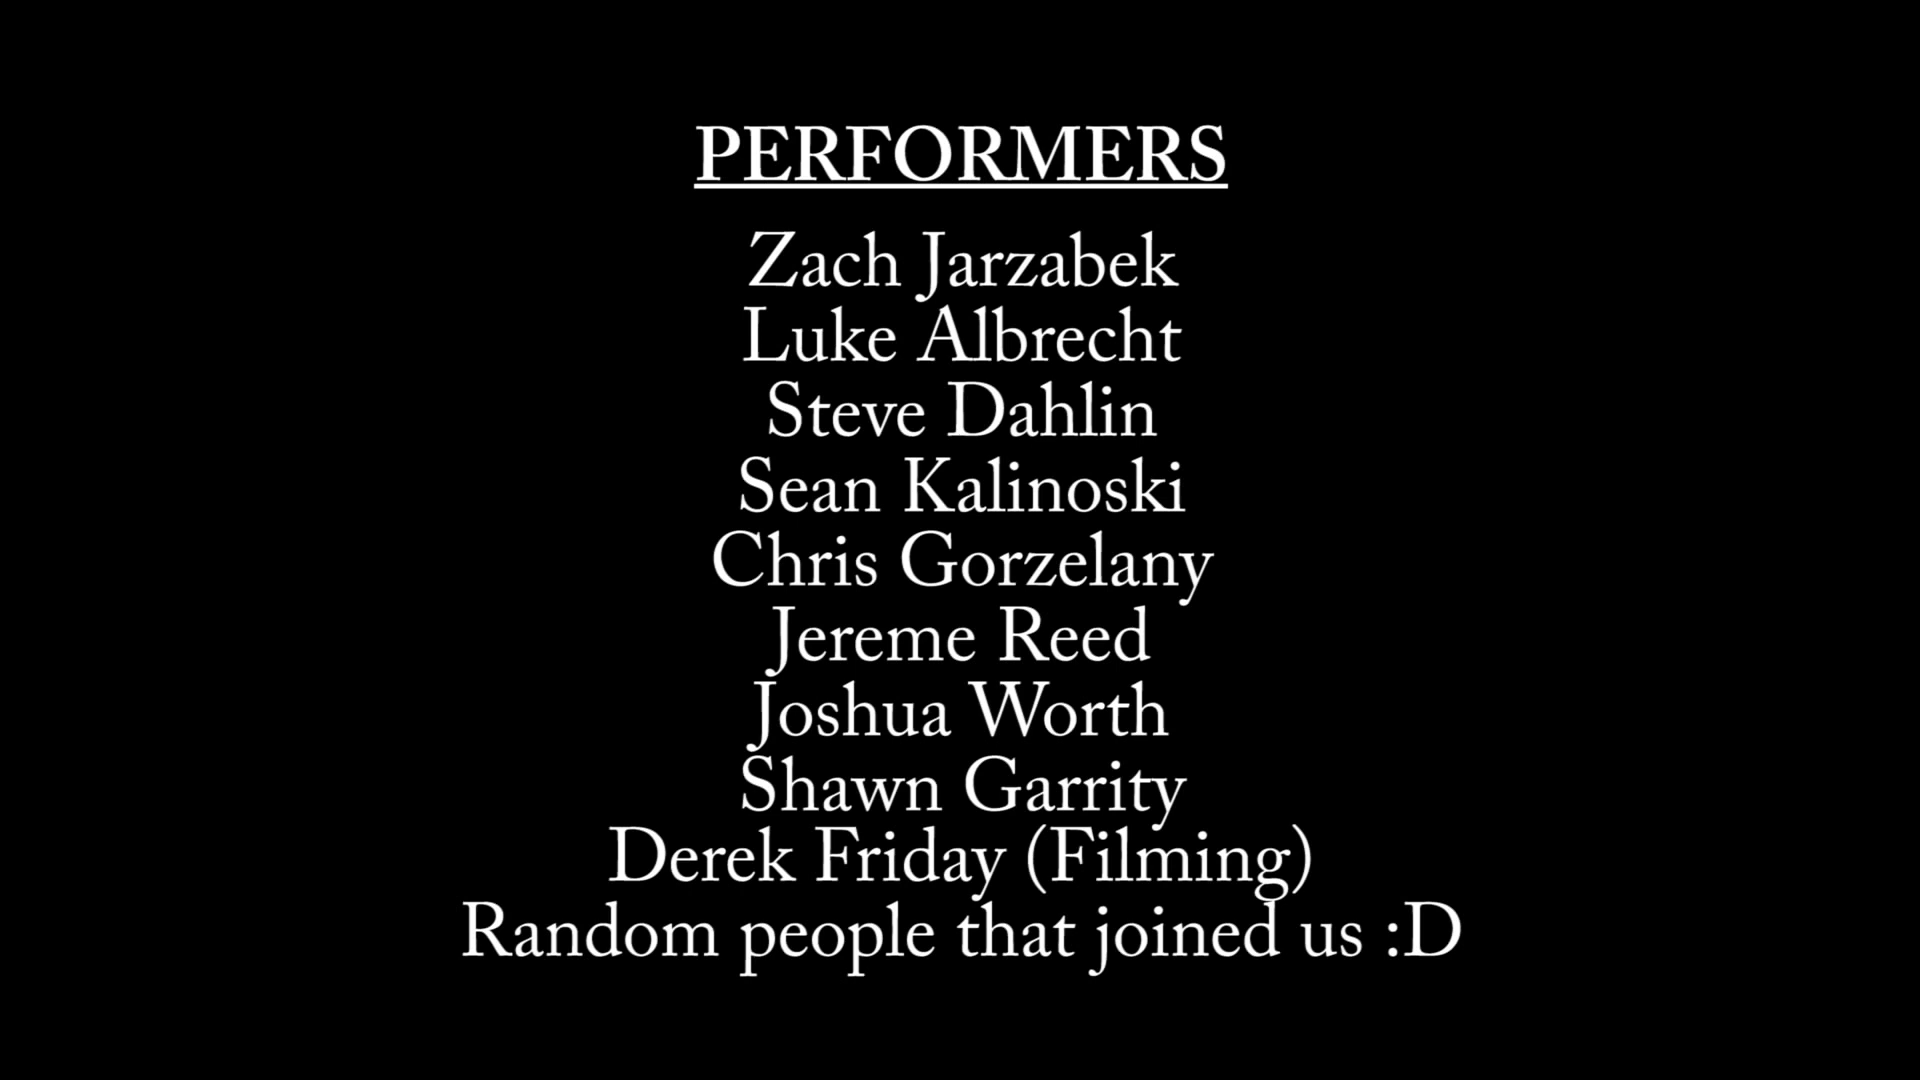 PERFORMERS
Zach Jarzabek
Luke Albrecht
Steve Dahlin
Sean Kalinoski
Chris Gorzelany
Jereme Reed
Joshua Worth
Shawn Garrity
Derek Friday (Filming)
Random people that joined us :D